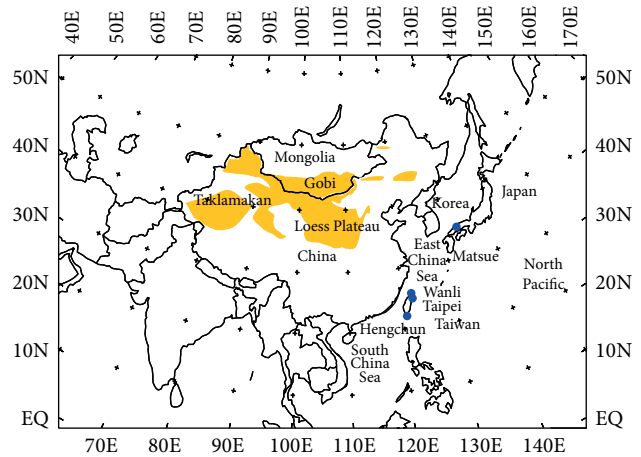 40E 50E 60E 70E 80E 90E 100E 110E 120E 130E 140E 150E 160E 170E
50N 50N
40N 40N
Mongolia
Gobi
Taklamakan
Korea
Japan
30N 30N
Loess Plateau
East
China
Sea
Matsue
China
North
Pacific
20N 20N
Wanli
Taipei
Taiwan
Hengchun
South
China
Sea
10N 10N
EQ EQ
70E 80E 90E 100E 110E 120E 130E 140E